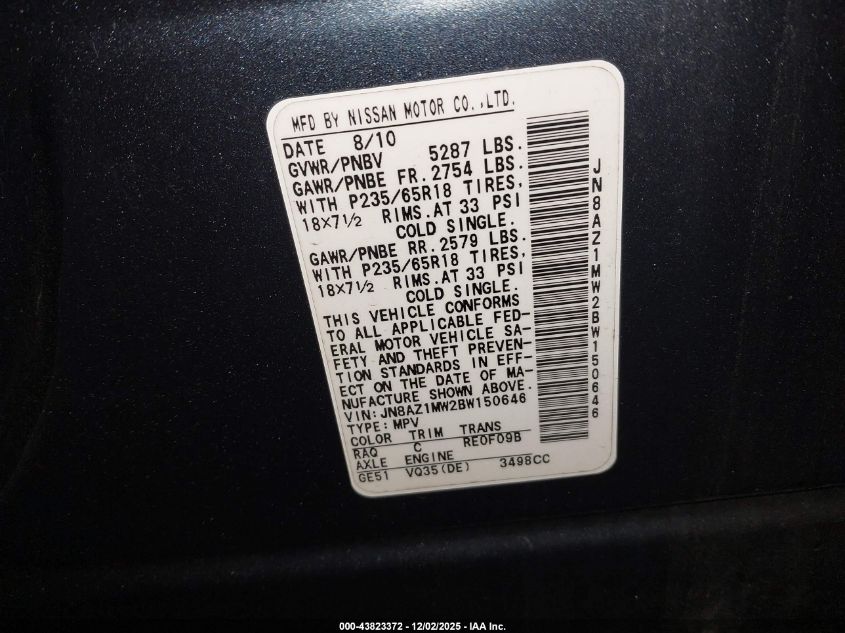 MFD BY NISSAN MOTOR CO.,LTD.
DATE 8/10
GVWR/PNBV 5287 LBS.
GAWR/PNBE FR. 2754 LBS.
WITH P235/65R18 TIRES,
18×7½ RIMS.AT 33 PSI
COLD SINGLE.
GAWR/PNBE RR. 2579 LBS.
WITH P235/65R18 TIRES,
18×7½ RIMS.AT 33 PSI
COLD SINGLE.
THIS VEHICLE CONFORMS
TO ALL APPLICABLE FED-
ERAL MOTOR VEHICLE SA-
FETY AND THEFT PREVEN-
TION STANDARDS IN EFF-
ECT ON THE DATE OF MA-
NUFACTURE SHOWN ABOVE.
VIN: JN8AZ1MW2BW150646
TYPE: MPV
COLOR TRIM TRANS
RAQ C RE0F09B
AXLE ENGINE
GE51 VQ35(DE) 3498CC
JN8AZ1MW2BW150646
000-43823372 - 12/02/2025 - IAA Inc.